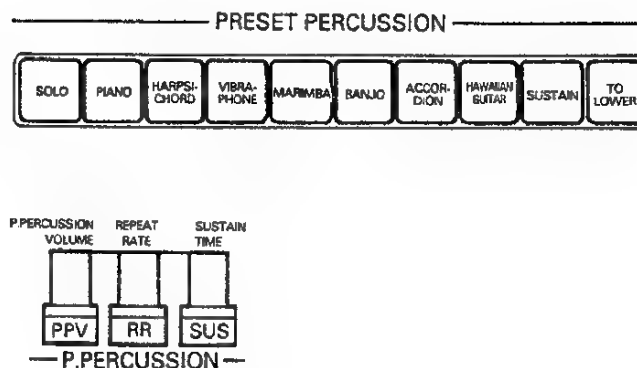 PRESET PERCUSSION
SOLO PIANO HARPSI-CHORD VIBRA-PHONE MARIMBA BANJO ACCOR-DION HAWAIIAN GUITAR SUSTAIN TO LOWER
P.PERCUSSION VOLUME REPEAT RATE SUSTAIN TIME
PPV RR SUS
P.PERCUSSION